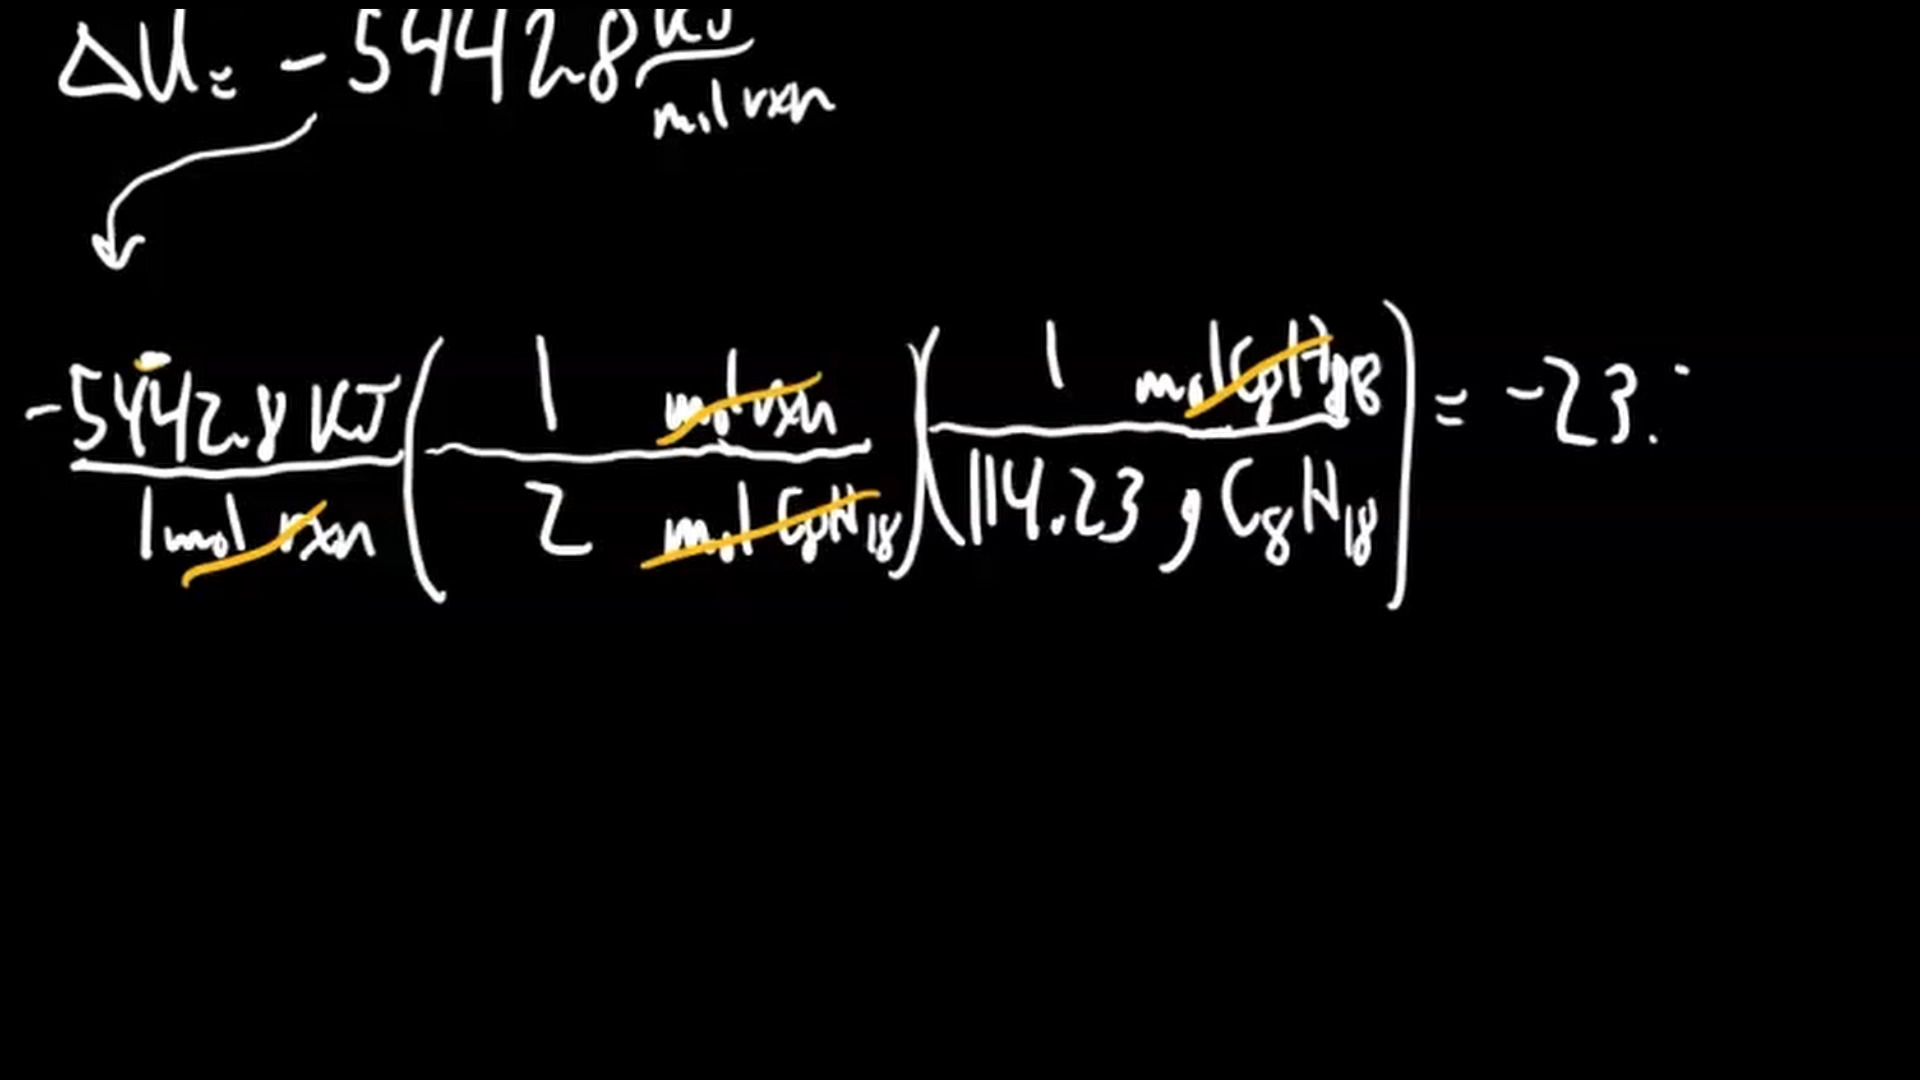 ΔU = -5442.8 KJ/mol rxn
-5442.8 KJ/1 mol rxn (1 mol rxn/2 mol C8H18)(1 mol C8H18/114.23 g C8H18) = -23.